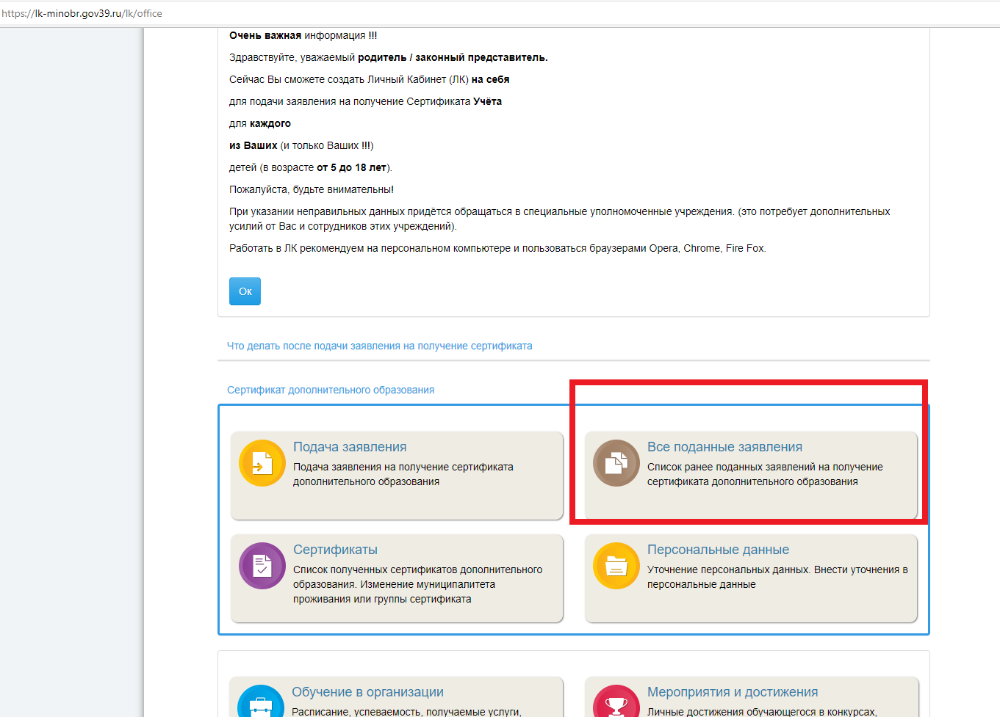 https://lk-minobr.gov39.ru/lk/office
Очень важная информация !!!
Здравствуйте, уважаемый родитель / законный представитель.
Сейчас Вы сможете создать Личный Кабинет (ЛК) на себя
для подачи заявления на получение Сертификата Учёта
для каждого
из Ваших (и только Ваших !!!)
детей (в возрасте от 5 до 18 лет).
Пожалуйста, будьте внимательны!
При указании неправильных данных придётся обращаться в специальные уполномоченные учреждения. (это потребует дополнительных
усилий от Вас и сотрудников этих учреждений).
Работать в ЛК рекомендуем на персональном компьютере и пользоваться браузерами Opera, Chrome, Fire Fox.
Ок
Что делать после подачи заявления на получение сертификата
Сертификат дополнительного образования
Подача заявления
Подача заявления на получение сертификата
дополнительного образования
Все поданные заявления
Список ранее поданных заявлений на получение
сертификата дополнительного образования
Сертификаты
Список полученных сертификатов дополнительного
образования. Изменение муниципалитета
проживания или группы сертификата
Персональные данные
Уточнение персональных данных. Внести уточнения в
персональные данные
Обучение в организации
Расписание, успеваемость, получаемые услуги,
Мероприятия и достижения
Личные достижения обучающегося в конкурсах,